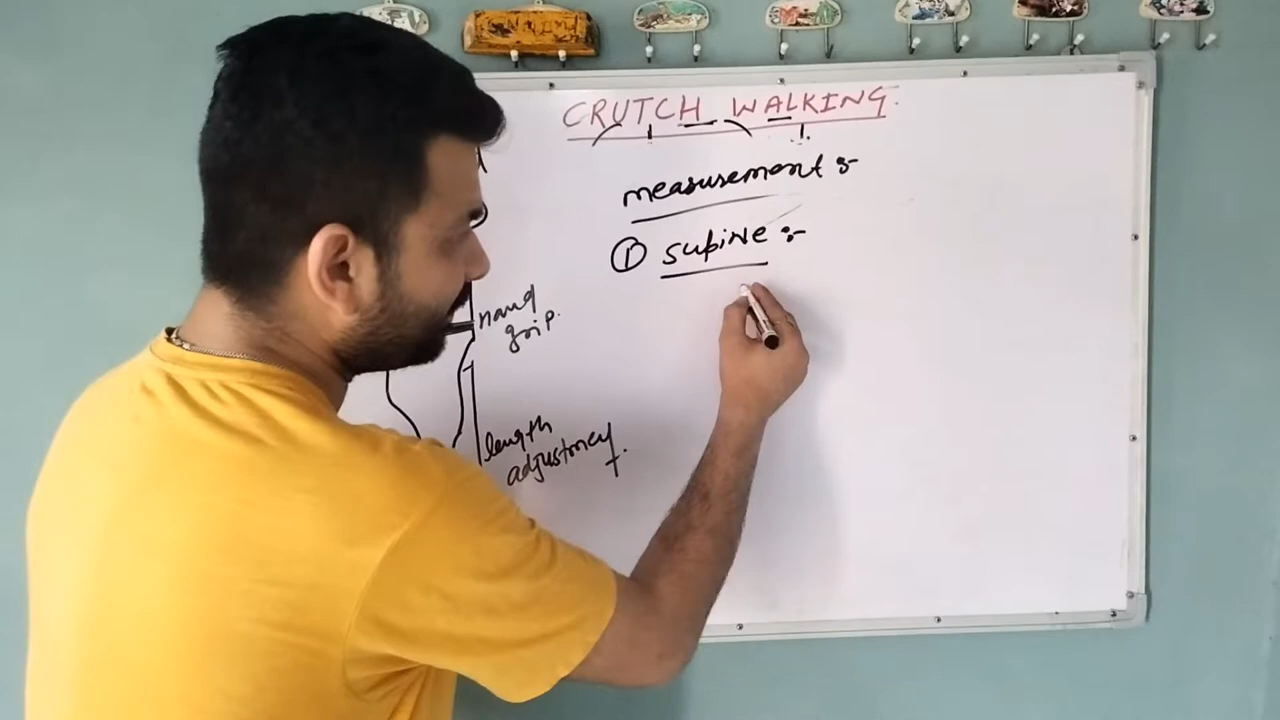 CRUTCH WALKING.
measurement :-
① supine :-
hand
grip.
length
adjustment.